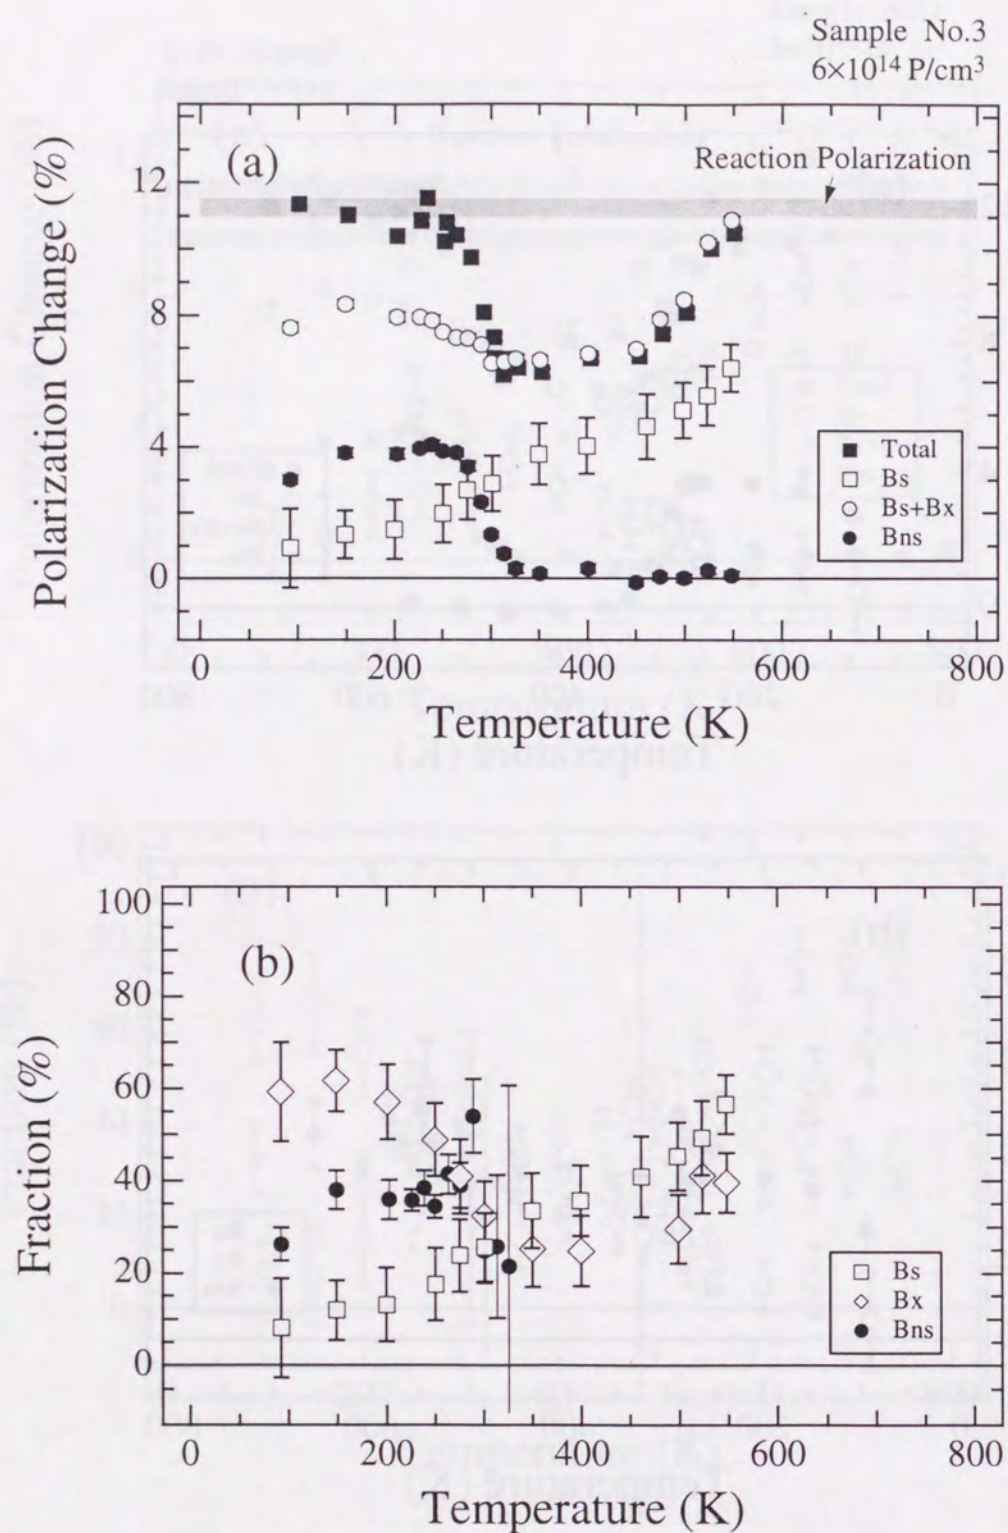 Sample No.3
6×10¹⁴ P/cm³
(a)
Reaction Polarization
Polarization Change (%)
12
8
4
0
Total
Bs
Bs+Bx
Bns
0 200 400 600 800
Temperature (K)
(b)
Fraction (%)
100
80
60
40
20
0
Bs
Bx
Bns
0 200 400 600 800
Temperature (K)